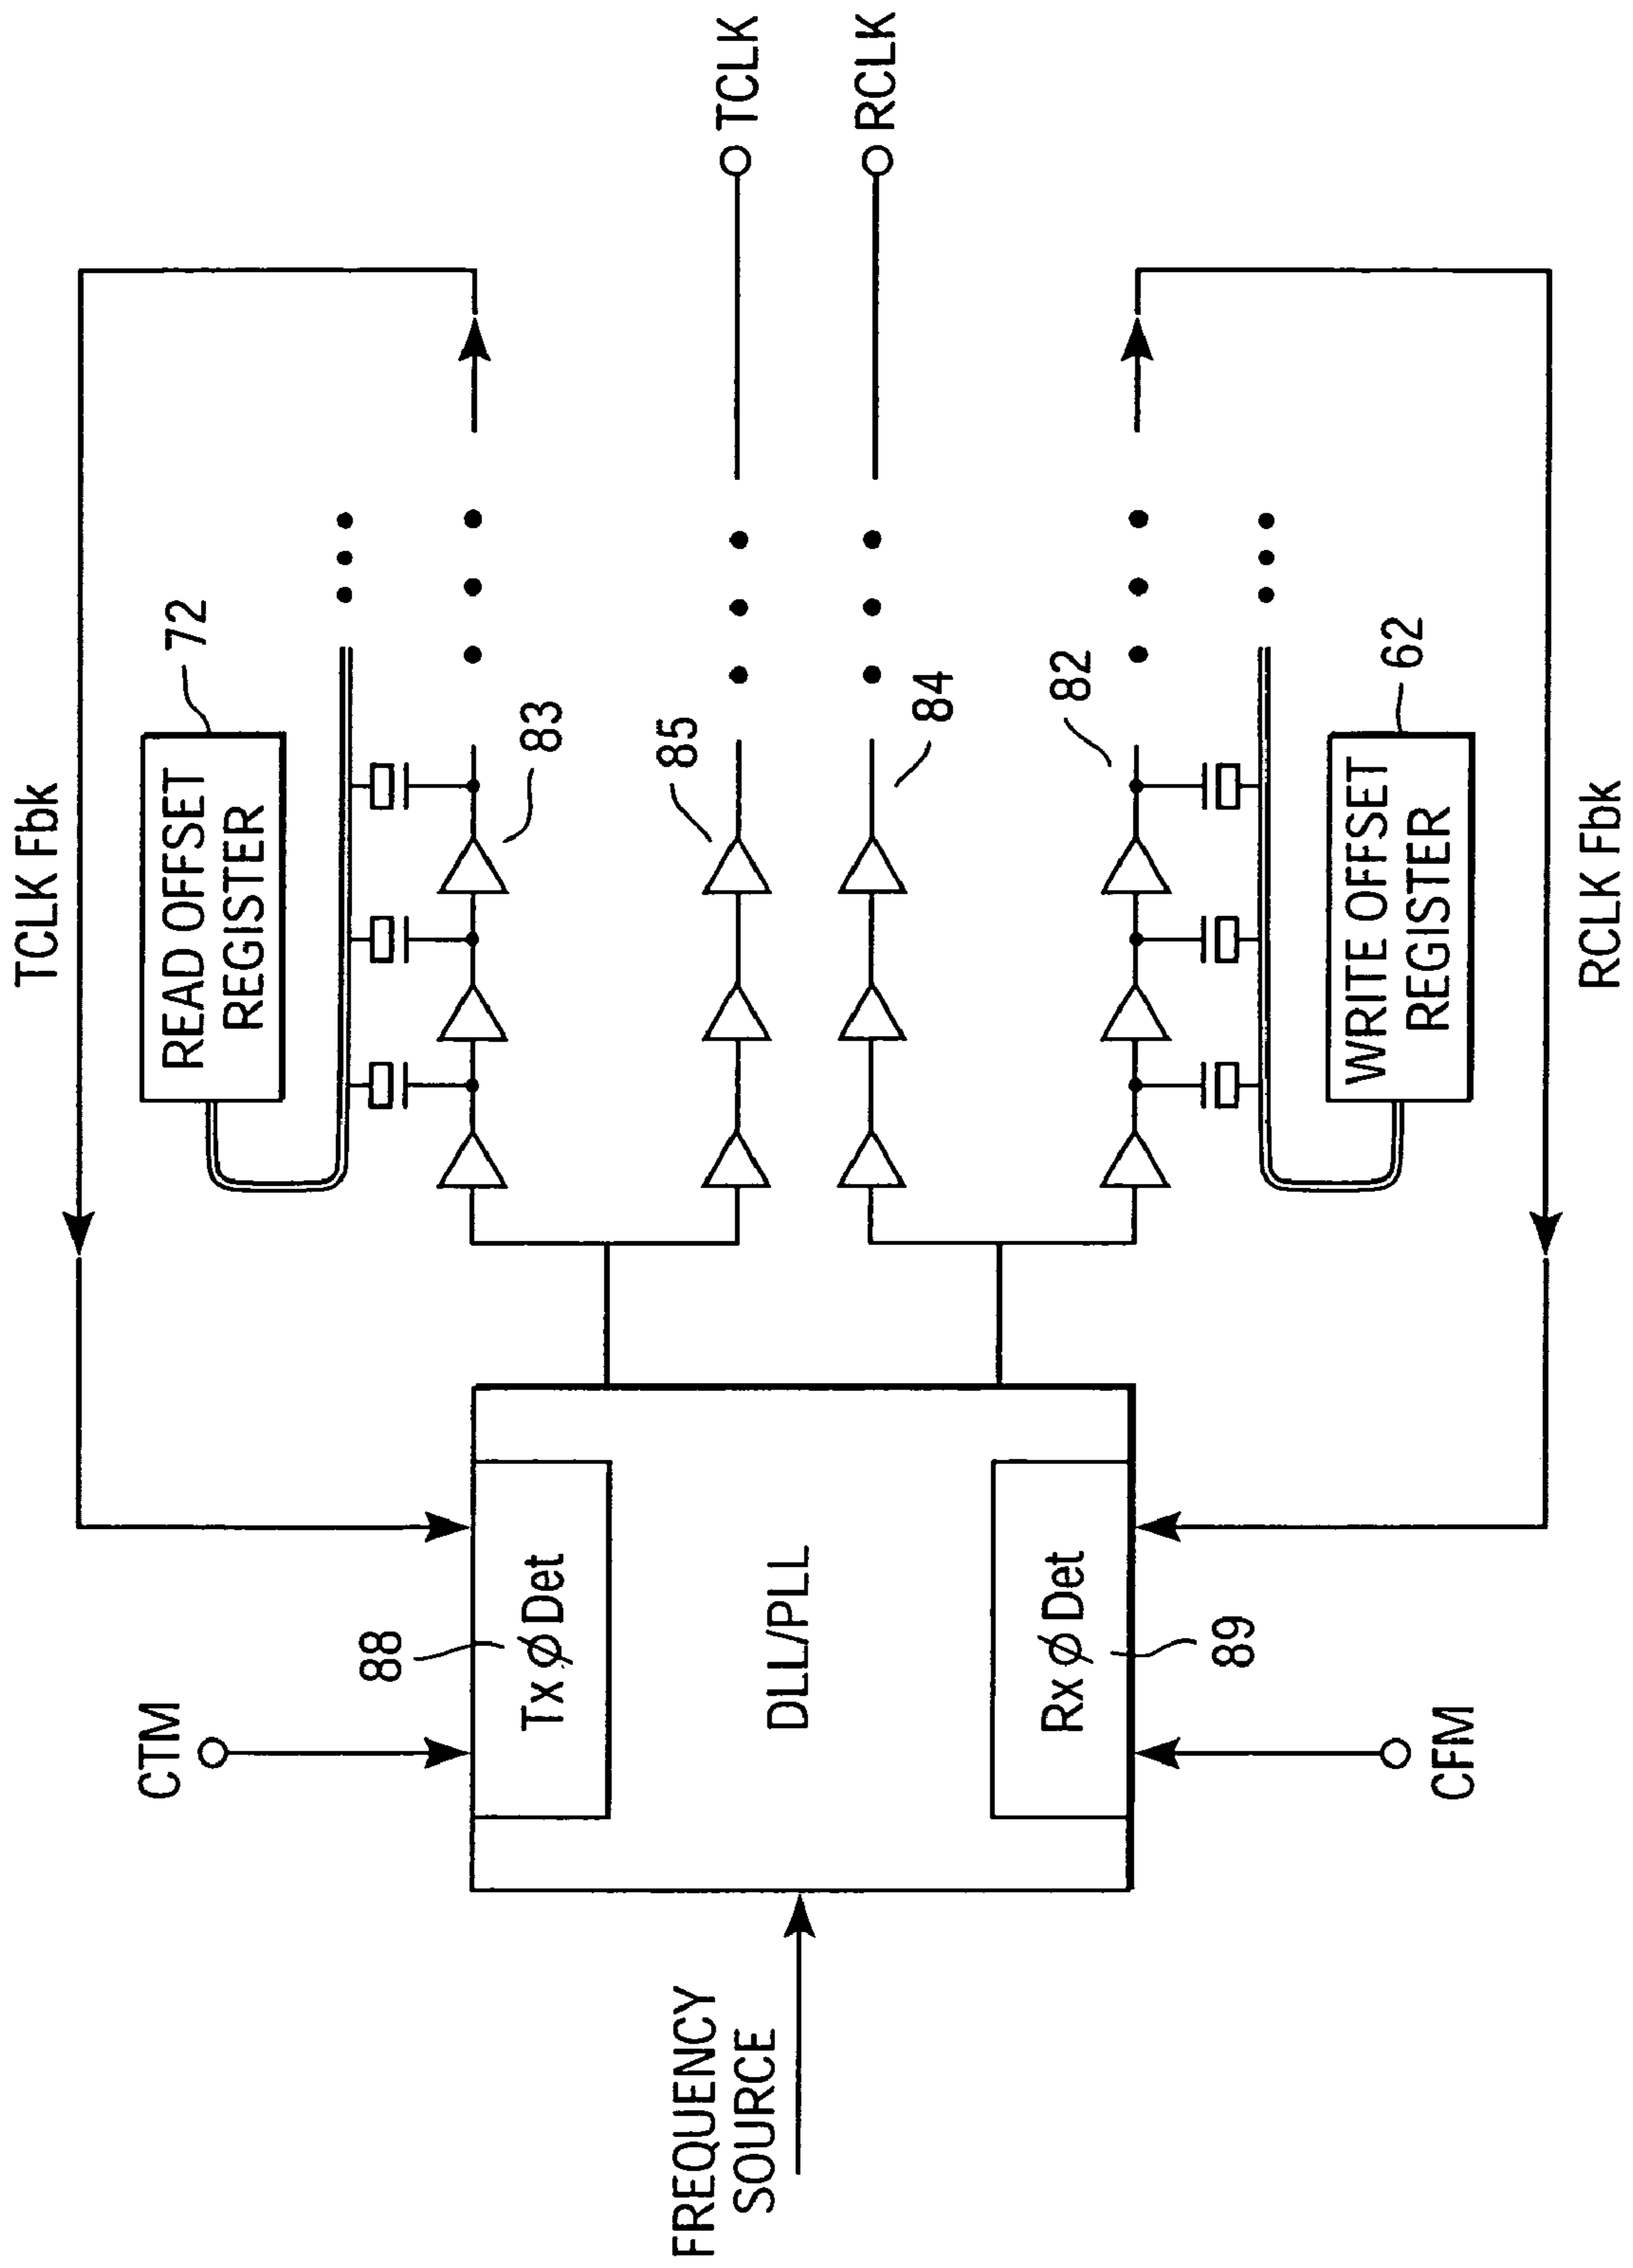 TCLK Fbk
READ OFFSET
REGISTER
72
83
CTM
88
Tx ϕ Det
FREQUENCY
SOURCE
DLL/PLL
85
TCLK
84
RCLK
Rx ϕ Det
89
CFM
82
WRITE OFFSET
REGISTER
62
RCLK Fbk